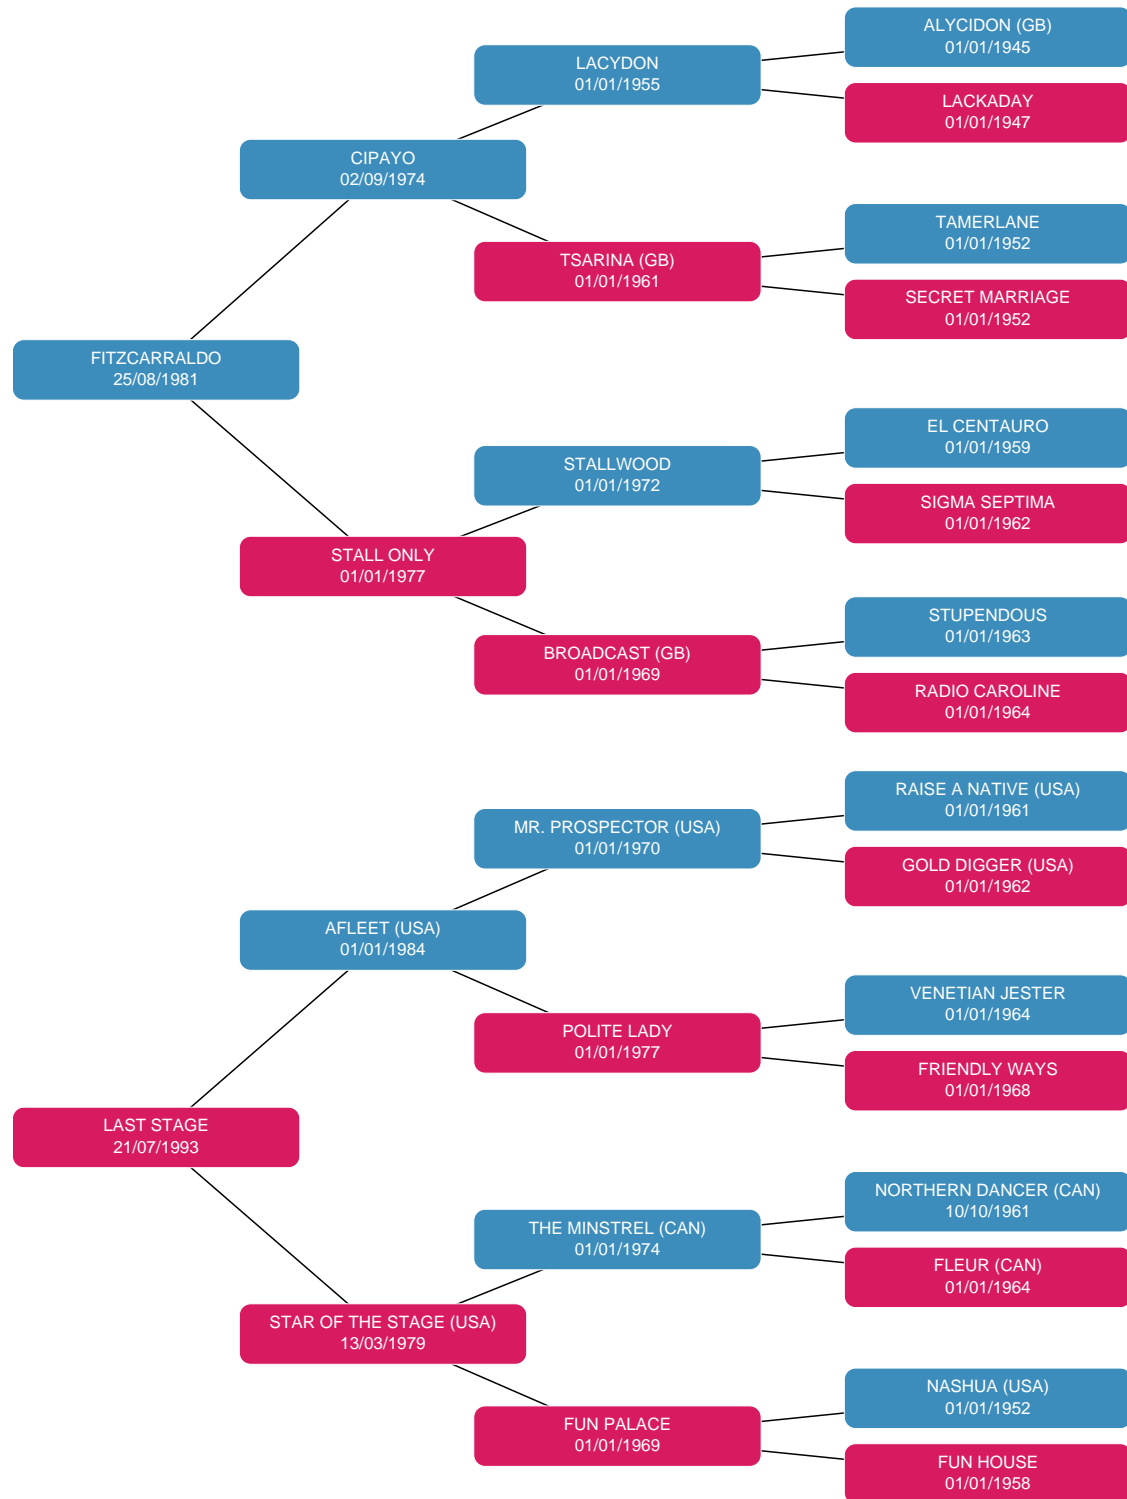 ALYCIDON (GB)
01/01/1945
LACYDON
01/01/1955
LACKADAY
01/01/1947
CIPAYO
02/09/1974
TAMERLANE
01/01/1952
TSARINA (GB)
01/01/1961
SECRET MARRIAGE
01/01/1952
FITZCARRALDO
25/08/1981
EL CENTAURO
01/01/1959
STALLWOOD
01/01/1972
SIGMA SEPTIMA
01/01/1962
STALL ONLY
01/01/1977
STUPENDOUS
01/01/1963
BROADCAST (GB)
01/01/1969
RADIO CAROLINE
01/01/1964
RAISE A NATIVE (USA)
01/01/1961
MR. PROSPECTOR (USA)
01/01/1970
GOLD DIGGER (USA)
01/01/1962
AFLEET (USA)
01/01/1984
VENETIAN JESTER
01/01/1964
POLITE LADY
01/01/1977
FRIENDLY WAYS
01/01/1968
LAST STAGE
21/07/1993
NORTHERN DANCER (CAN)
10/10/1961
THE MINSTREL (CAN)
01/01/1974
FLEUR (CAN)
01/01/1964
STAR OF THE STAGE (USA)
13/03/1979
NASHUA (USA)
01/01/1952
FUN PALACE
01/01/1969
FUN HOUSE
01/01/1958